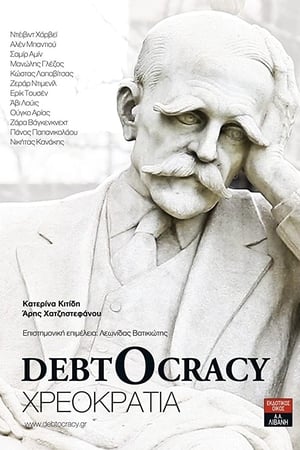 Ντέιβιντ Χάρβεϊ
Αλέν Μπαντιού
Σαμίρ Αμίν
Μανώλης Γλέζος
Κώστας Λαπαβίτσας
Ζεράρ Ντιμενίλ
Ερίκ Τουσέν
Άβι Λιούις
Ούγκο Αρίας
Ζάρα Βάγκενκνεχτ
Πάνος Παπανικολάου
Νικήτας Κανάκης
Κατερίνα Κιτίδη
Άρης Χατζηστεφάνου
Επιστημονική επιμέλεια: Λεωνίδας Βατικιώτης
DEBTOCRACY
ΧΡΕΟΚΡΑΤΙΑ
www.debtocracy.gr
ΕΚΔΟΤΙΚΟΣ
ΟΙΚΟΣ
Α.Α.
ΛΙΒΑΝΗ